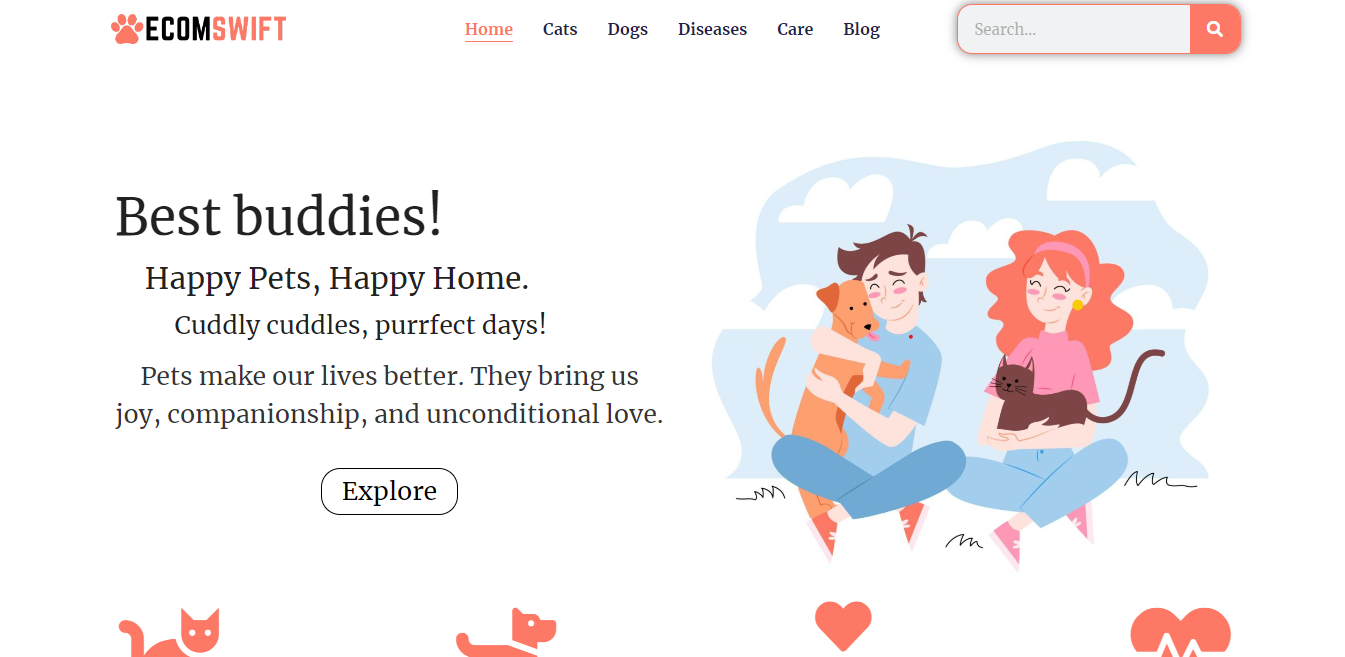 ECOMSWIFT
Home Cats Dogs Diseases Care Blog
Search...
Best buddies!
Happy Pets, Happy Home.
Cuddly cuddles, purrfect days!
Pets make our lives better. They bring us
joy, companionship, and unconditional love.
Explore